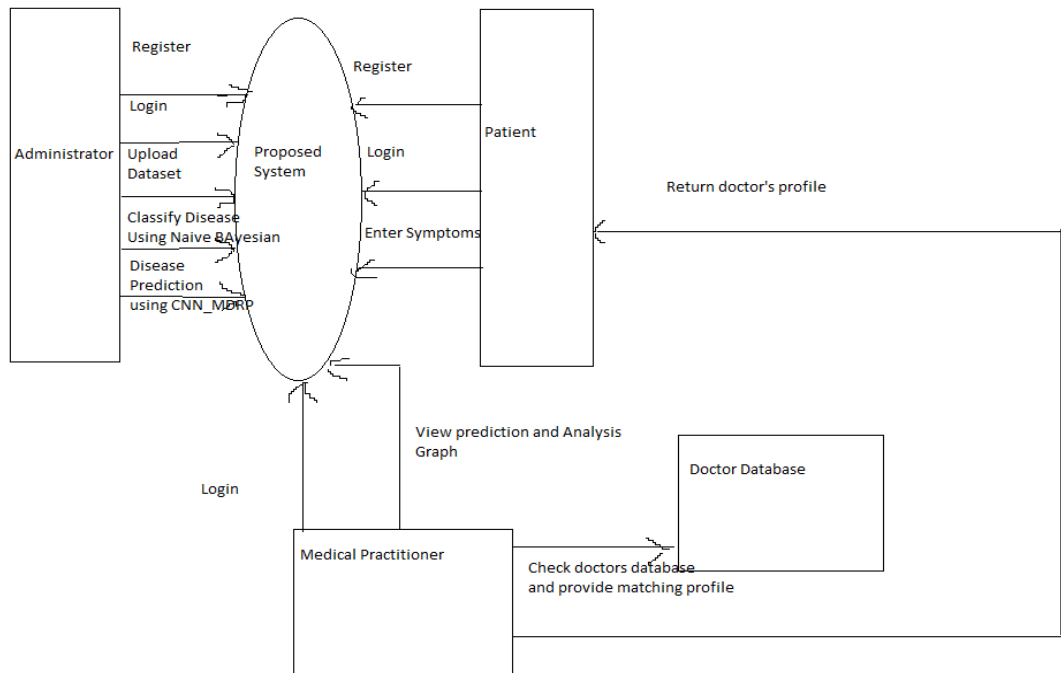 Register
Login
Administrator
Upload
Dataset
Classify Disease
Using Naive BAyesian
Disease
Prediction
using CNN_MDRP
Proposed
System
Register
Login
Enter Symptoms
Patient
Return doctor's profile
View prediction and Analysis
Graph
Login
Medical Practitioner
Doctor Database
Check doctors database
and provide matching profile